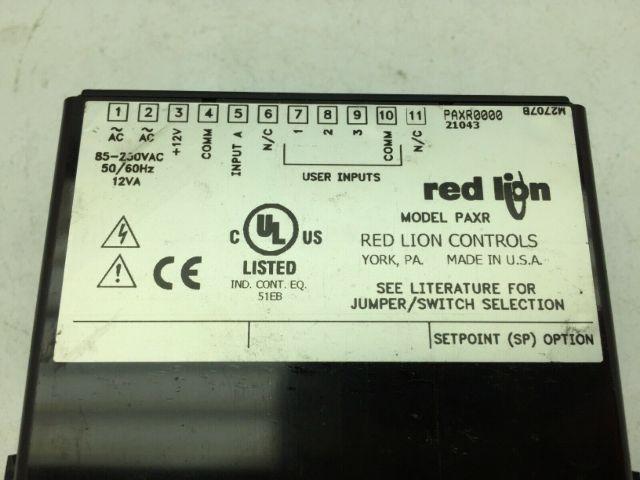 1 2 3 4 5 6 7 8 9 10 11 PAXR0000 M2707B
AC AC +12V COMM INPUT A N/C 1 2 3 COMM N/C 21043
85-250VAC
50/60Hz
12VA
USER INPUTS
red lion
MODEL PAXR
C UL US
RED LION CONTROLS
LISTED
YORK, PA. MADE IN U.S.A.
CE
IND. CONT. EQ.
51EB
SEE LITERATURE FOR
JUMPER/SWITCH SELECTION
SETPOINT (SP) OPTION